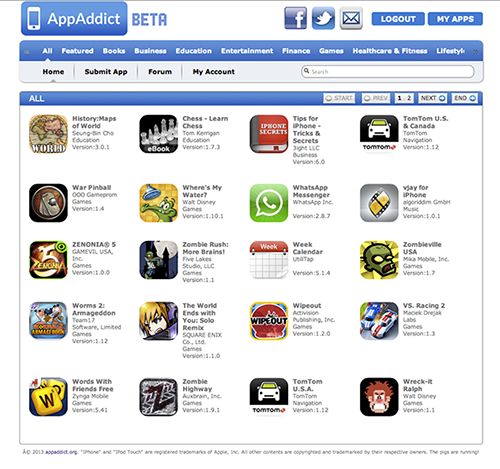 AppAddict BETA
LOGOUT MY APPS
All Featured Books Business Education Entertainment Finance Games Healthcare & Fitness Lifestyle
Home Submit App Forum My Account Search
ALL START PREV 1 2 NEXT END
History:Maps
of World
Seung-Bin Cho
Education
Version:3.0.1
WORLD
Chess - Learn
Chess
Tom Kerrigan
Education
Version:1.7.3
eBook
Tips for
iPhone -
Tricks &
Secrets
3ight LLC
Business
Version:6.0
IPHONE
SECRETS
TomTom U.S.
& Canada
TomTom
Navigation
Version:1.12
TOMTOM
War Pinball
OOO Gameprom
Games
Version:1.4
Where's My
Water?
Walt Disney
Games
Version:1.10.1
WhatsApp
Messenger
WhatsApp Inc.
Version:2.8.7
vjay for
iPhone
algoriddim GmbH
Music
Version:1.0.1
ZENONIA® 5
GAMEVIL USA,
Inc.
Games
Version:1.0.0
ZENONIA
5
Zombie Rush:
More Brains!
Five Lakes
Studio, LLC
Games
Version:1.1
Week
Calendar
UtiliTap
Version:5.1.4
Week
Zombieville
USA
Mika Mobile, Inc.
Games
Version:1.7
Worms 2:
Armageddon
Team17
Software, Limited
Games
Version:1.12
ARMAGEDDON
The World
Ends with
You: Solo
Remix
SQUARE ENIX
Co., Ltd.
Games
Version:1.1.0
Wipeout
Activision
Publishing, Inc.
Games
Version:1.2.0
WIPEOUT
VS. Racing 2
Maciek Drejak
Labs
Games
Version:1.3
Words With
Friends Free
Zynga Mobile
Games
Version:5.41
W
Zombie
Highway
Auxbrain, Inc.
Games
Version:1.9.1
TomTom
U.S.A.
TomTom
Navigation
Version:1.12
TOMTOM
Wreck-it
Ralph
Walt Disney
Games
Version:1.1
Â© 2013 appaddict.org. "iPhone" and "iPod Touch" are registered trademarks of Apple, Inc. All other contents are copyrighted and trademarked by their respective owners. The pigs are running!